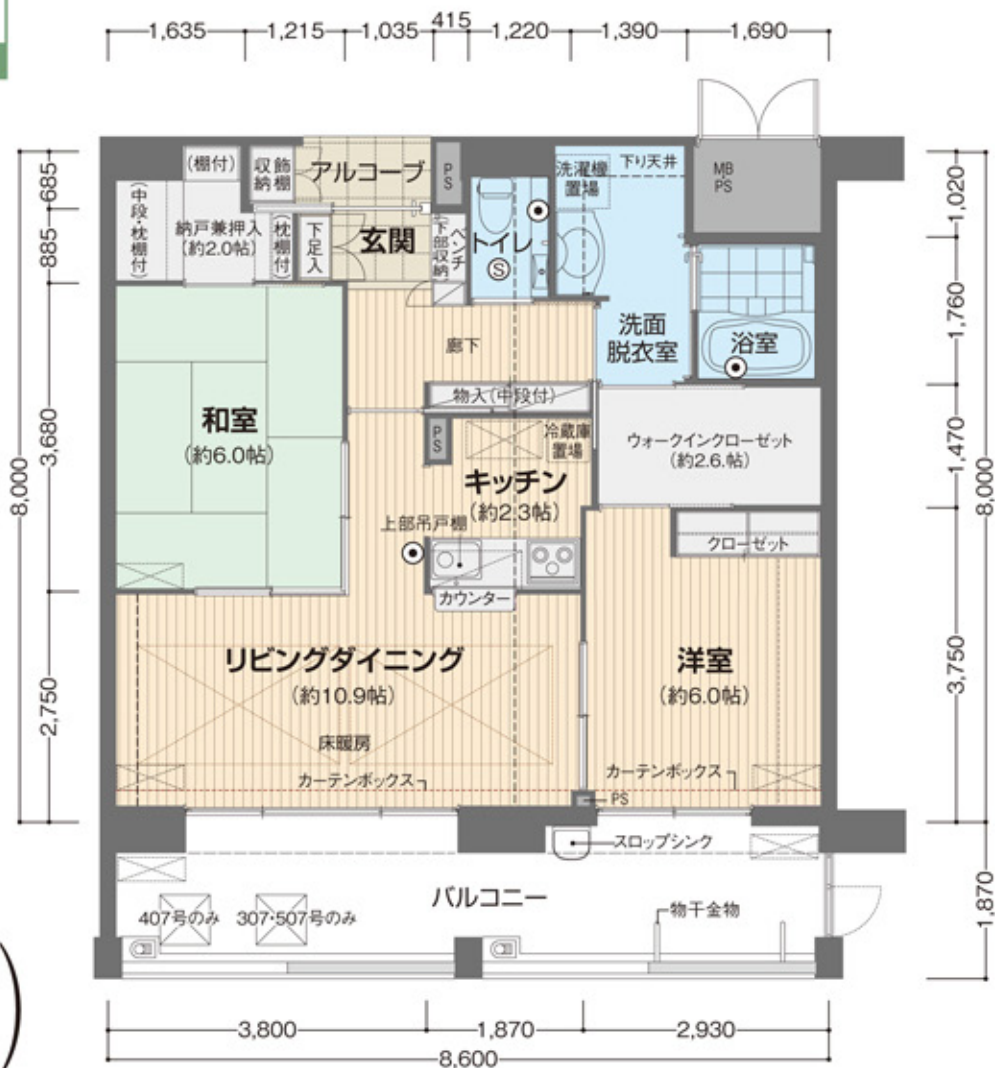 415
1,635
1,215
1,035
1,220
1,390
1,690
(棚付)
収納
飾棚
アルコーブ
PS
洗濯機
置場
下り天井
MB
PS
685
1,020
(中段・枕棚付)
納戸兼押入
(約2.0帖)
(枕棚付)
下足入
玄関
ベンチ
(下部収納)
トイレ
S
885
洗面
脱衣室
浴室
1,760
廊下
物入(中段付)
和室
(約6.0帖)
PS
冷蔵庫
置場
キッチン
(約2.3帖)
ウォークインクローゼット
(約2.6.帖)
1,470
3,680
8,000
8,000
上部吊戸棚
クローゼット
カウンター
リビングダイニング
(約10.9帖)
洋室
(約6.0帖)
3,750
2,750
床暖房
カーテンボックス
カーテンボックス
PS
スロップシンク
バルコニー
1,870
407号のみ
307・507号のみ
物干金物
3,800
1,870
2,930
8,600